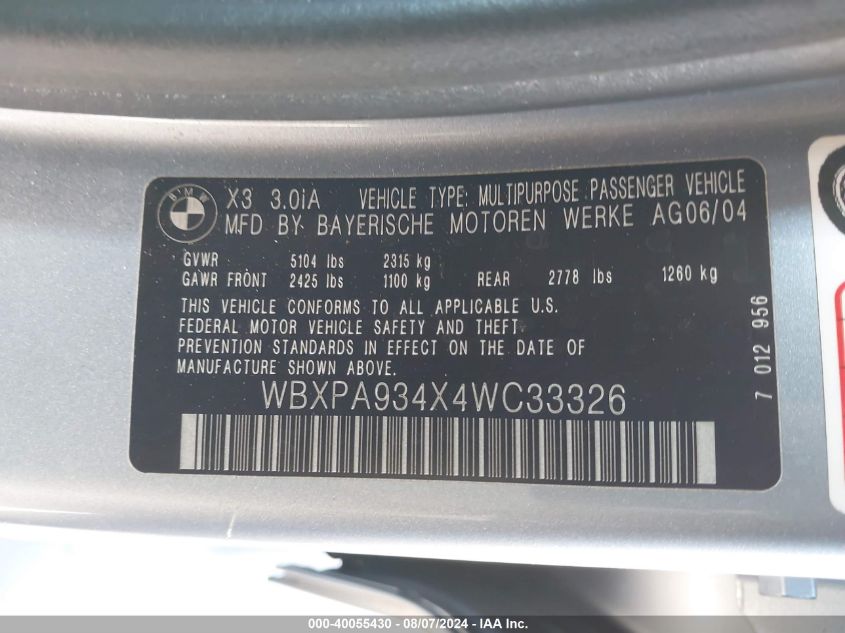 BMW
X3 3.0iA VEHICLE TYPE: MULTIPURPOSE PASSENGER VEHICLE
MFD BY BAYERISCHE MOTOREN WERKE AG06/04
GVWR 5104 lbs 2315 kg
GAWR FRONT 2425 lbs 1100 kg REAR 2778 lbs 1260 kg
THIS VEHICLE CONFORMS TO ALL APPLICABLE U.S.
FEDERAL MOTOR VEHICLE SAFETY AND THEFT
PREVENTION STANDARDS IN EFFECT ON THE DATE OF
MANUFACTURE SHOWN ABOVE.
WBXPA934X4WC33326
7 012 956
000-40055430 - 08/07/2024 - IAA Inc.